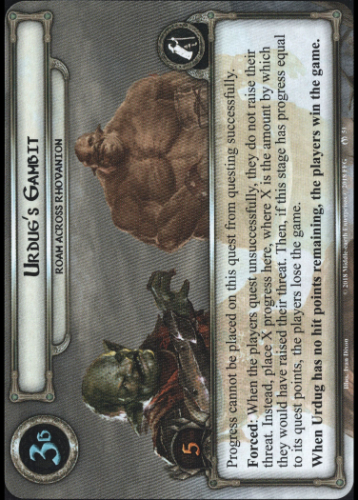 3B
URDUG'S GAMBIT
ROAM ACROSS RHOVANION
5
Progress cannot be placed on this quest from questing successfully.
Forced: When the players quest unsuccessfully, they do not raise their
threat. Instead, place X progress here, where X is the amount by which
they would have raised their threat. Then, if this stage has progress equal
to its quest points, the players lose the game.
When Urdug has no hit points remaining, the players win the game.
Illus. Ivan Dixon © 2018 Middle-earth Enterprises © 2018 FFG 51